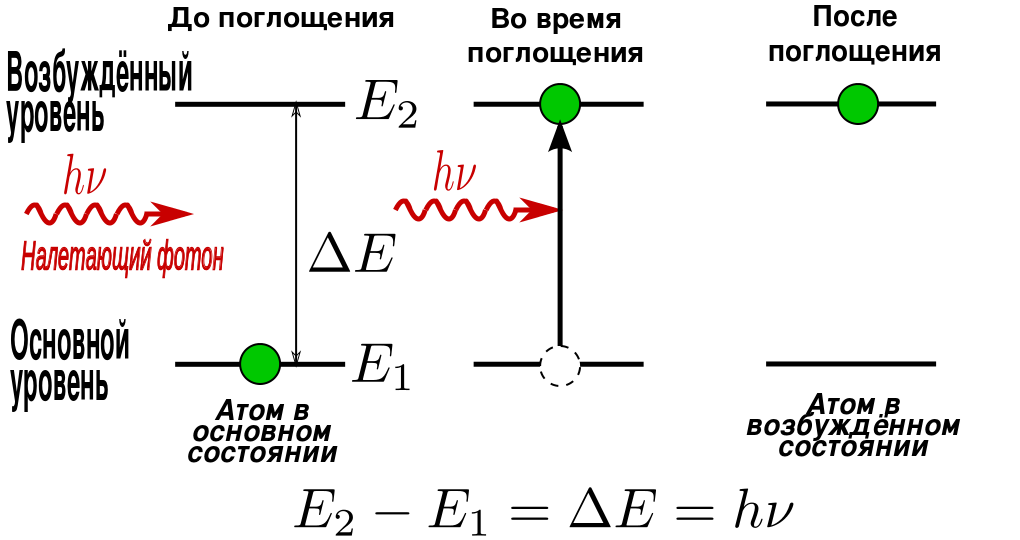 До поглощения
Во время
поглощения
После
поглощения
Возбуждённый
уровень
E₂
hν
hν
Налетающий фотон
ΔE
Основной
уровень
E₁
Атом в
основном
состоянии
Атом в
возбуждённом
состоянии
E₂ − E₁ = ΔE = hν